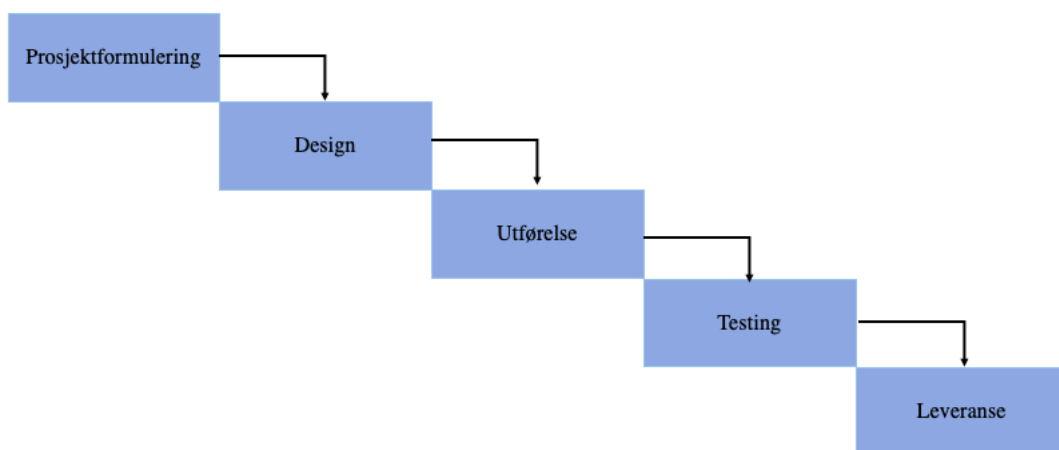 Prosjektformulering
Design
Utførelse
Testing
Leveranse